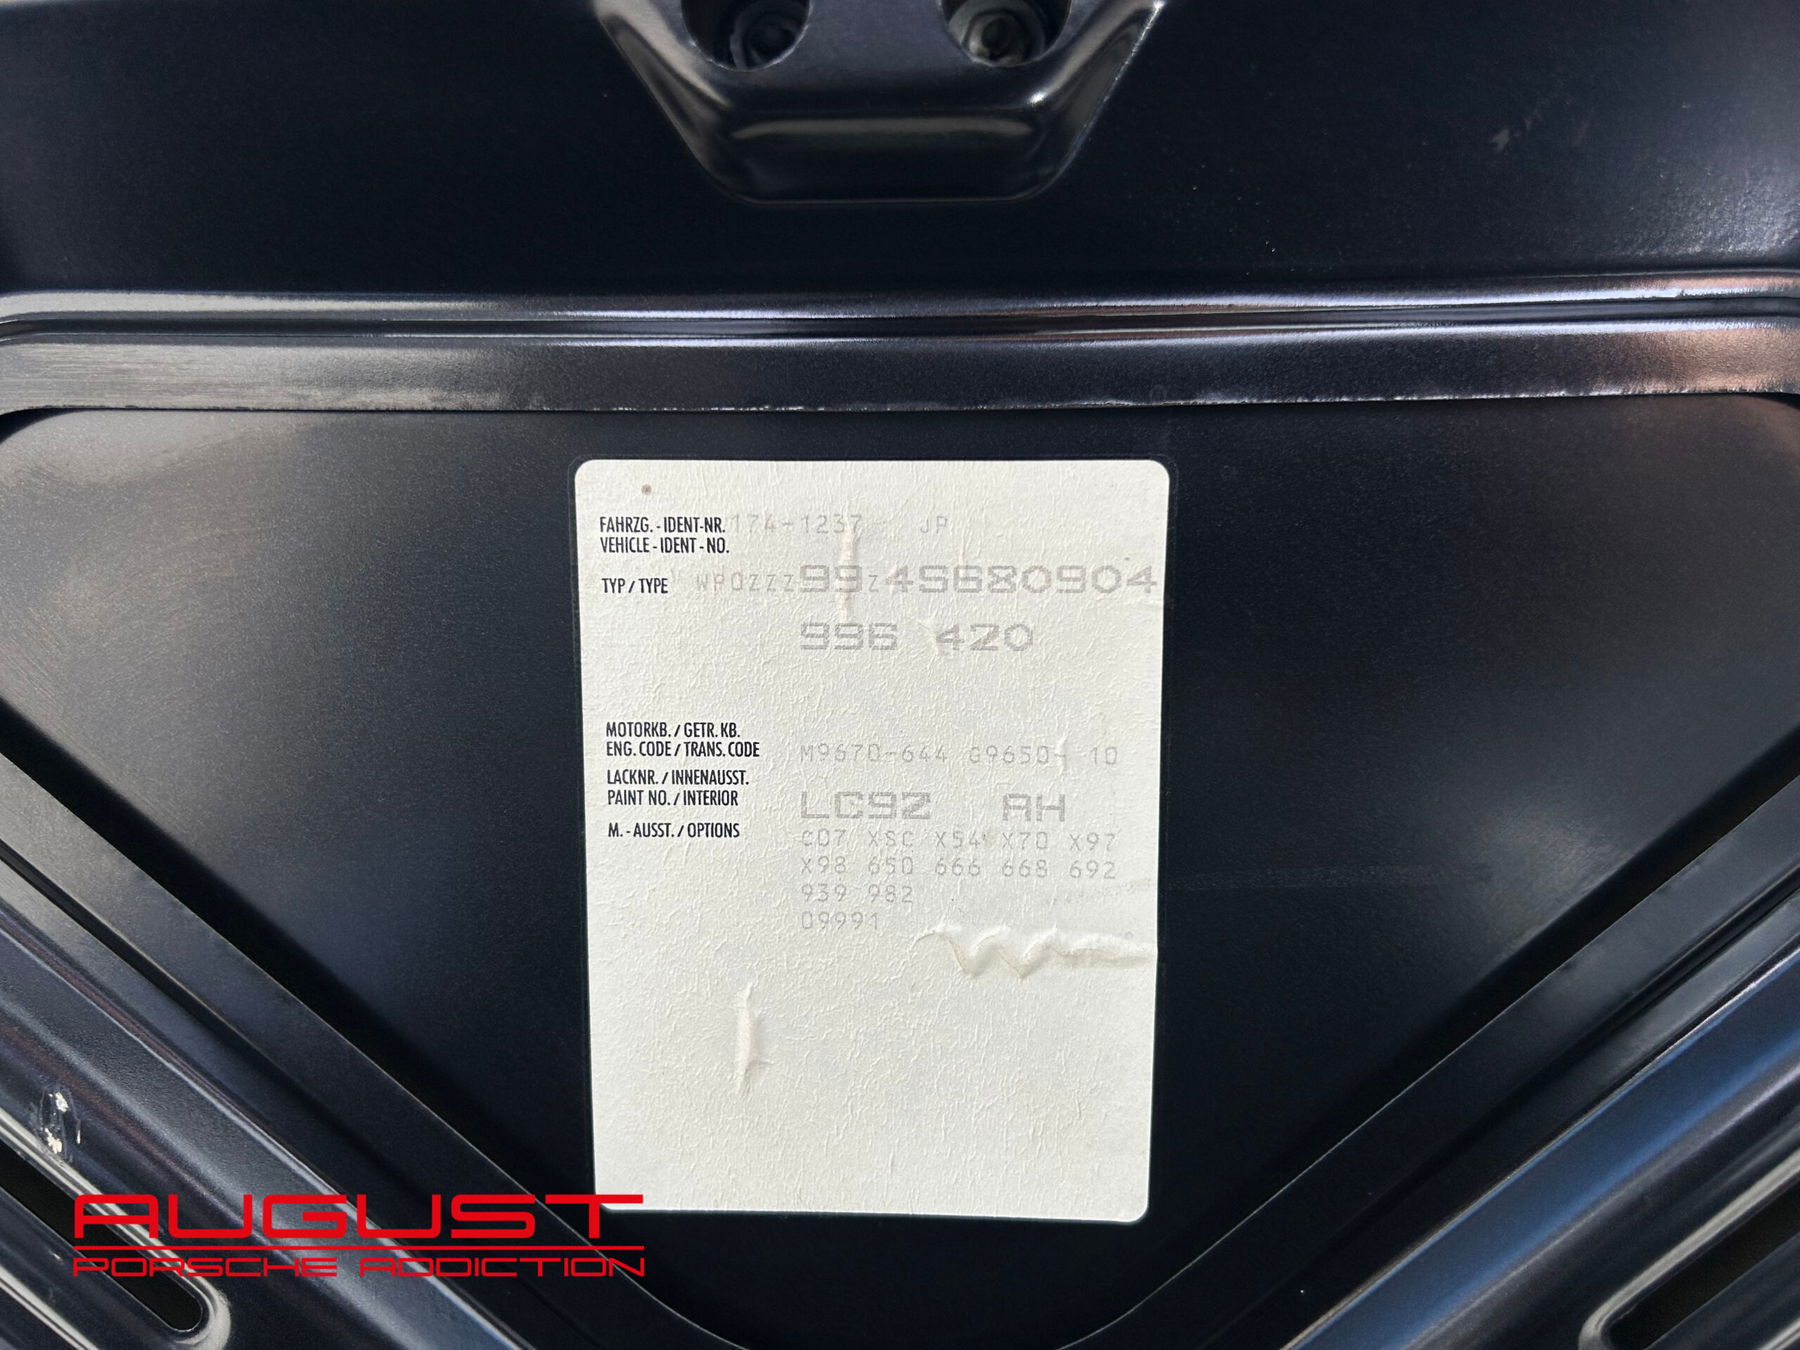 FAHRZG.-IDENT-NR. 174-1237 JP
VEHICLE-IDENT-NO.
TYP/TYPE WP0ZZZ99Z4S680904
996 420
MOTORKB./GETR.KB.
ENG.CODE/TRANS.CODE M9670-644 G9650- 10
LACKNR./INNENAUSST.
PAINT NO./INTERIOR LC9Z AH
M.-AUSST./OPTIONS C07 XSC X54 X70 X97
X98 650 666 668 692
939 982
09991
AUGUST
PORSCHE ADDICTION